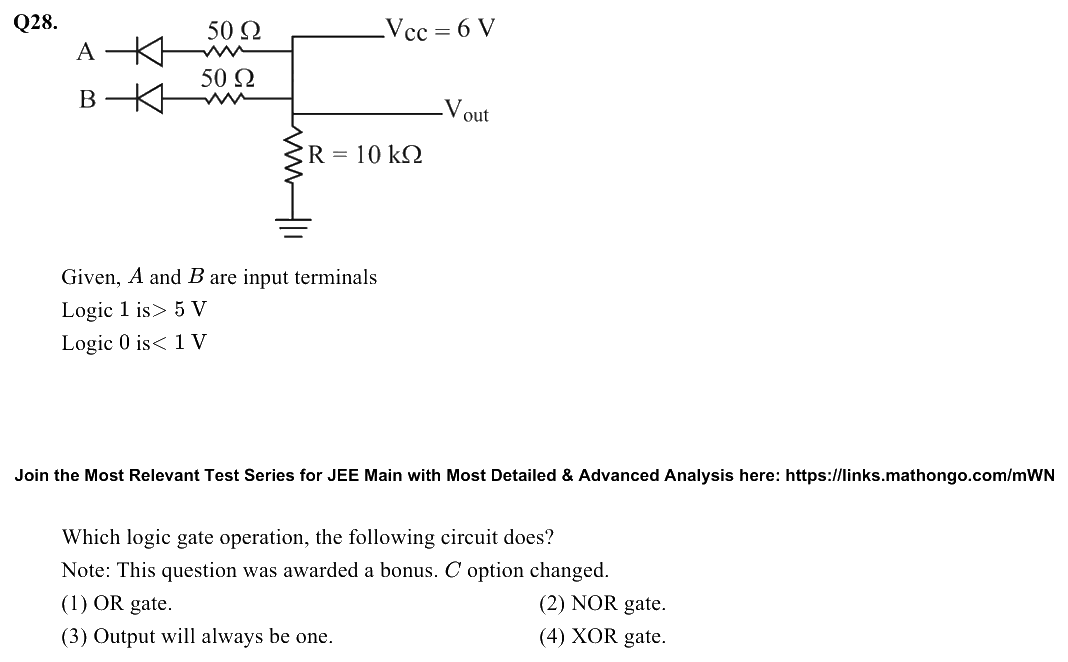 Q28.
50 Ω
V_CC = 6 V
A
50 Ω
B
V_out
R = 10 kΩ
Given, A and B are input terminals
Logic 1 is> 5 V
Logic 0 is< 1 V
Join the Most Relevant Test Series for JEE Main with Most Detailed & Advanced Analysis here: https://links.mathongo.com/mWN
Which logic gate operation, the following circuit does?
Note: This question was awarded a bonus. C option changed.
(1) OR gate. (2) NOR gate.
(3) Output will always be one. (4) XOR gate.